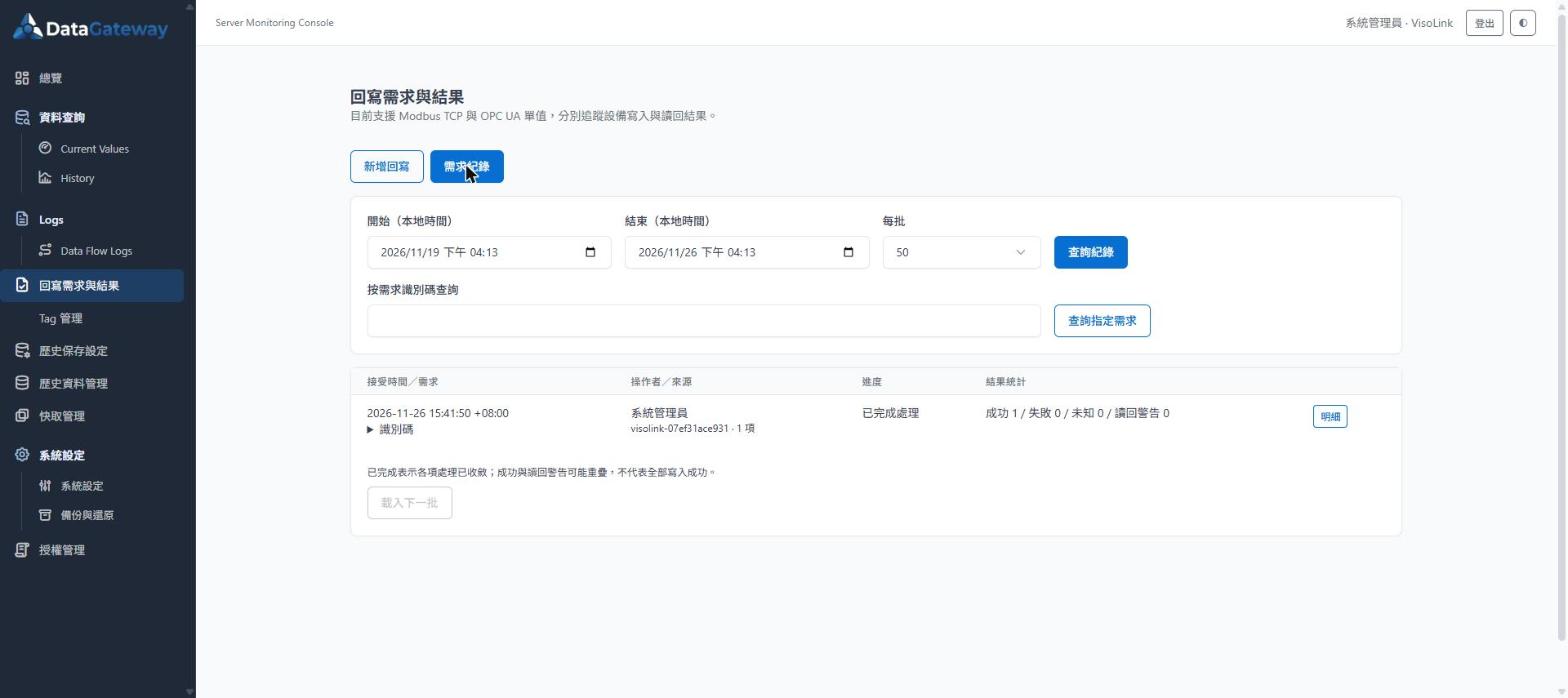 DataGateway
Server Monitoring Console
系統管理員 · VisoLink
登出
總覽
資料查詢
Current Values
History
Logs
Data Flow Logs
回寫需求與結果
Tag 管理
歷史保存設定
歷史資料管理
快取管理
系統設定
系統設定
備份與還原
授權管理
回寫需求與結果
目前支援 Modbus TCP 與 OPC UA 單值，分別追蹤設備寫入與讀回結果。
新增回寫
需求紀錄
開始（本地時間）
結束（本地時間）
每批
2026/11/19 下午 04:13
2026/11/26 下午 04:13
50
查詢紀錄
按需求識別碼查詢
查詢指定需求
接受時間／需求
操作者／來源
進度
結果統計
2026-11-26 15:41:50 +08:00
系統管理員
已完成處理
成功 1 / 失敗 0 / 未知 0 / 讀回警告 0
明細
▶ 識別碼
visolink-07ef31ace931 · 1 項
已完成表示各項處理已收斂；成功與讀回警告可能重疊，不代表全部寫入成功。
載入下一批